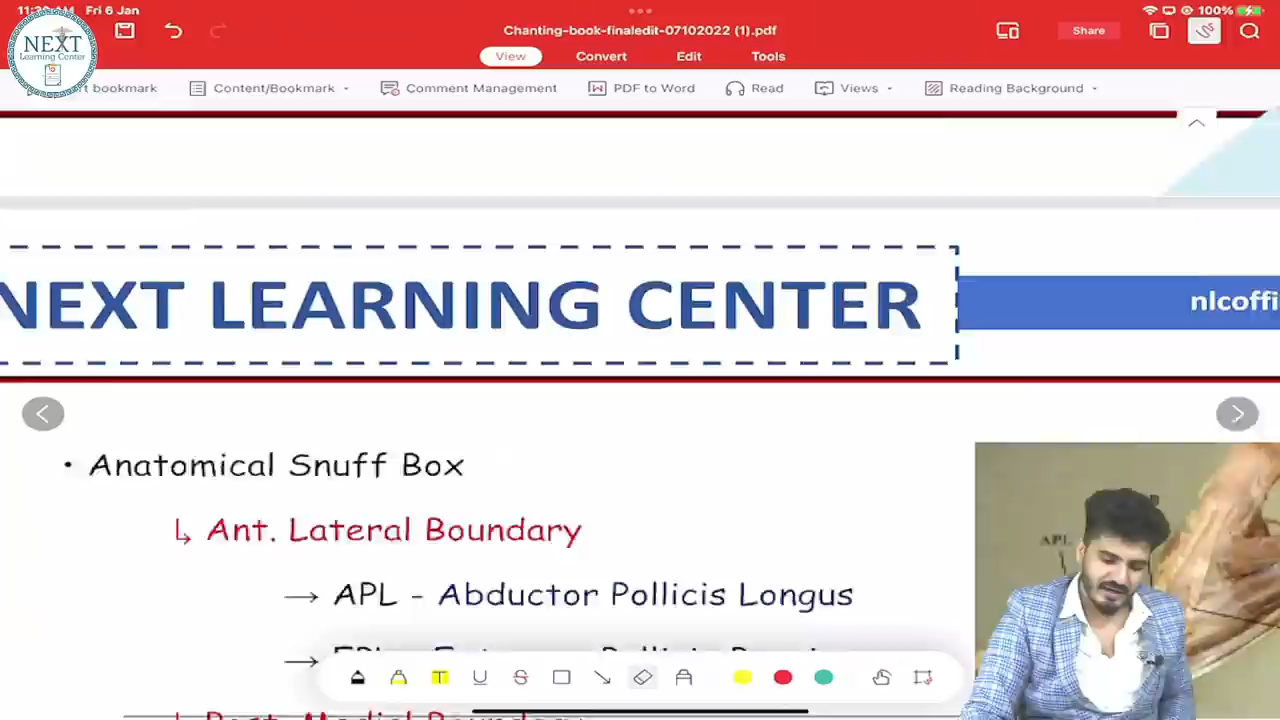 Fri 6 Jan
100%
NEXT
Learning Center
Chanting-book-finaledit-07102022 (1).pdf
Share
View
Convert
Edit
Tools
bookmark
Content/Bookmark
Comment Management
PDF to Word
Read
Views
Reading Background
NEXT LEARNING CENTER
nlcoffi
• Anatomical Snuff Box
↳ Ant. Lateral Boundary
→ APL - Abductor Pollicis Longus
APL